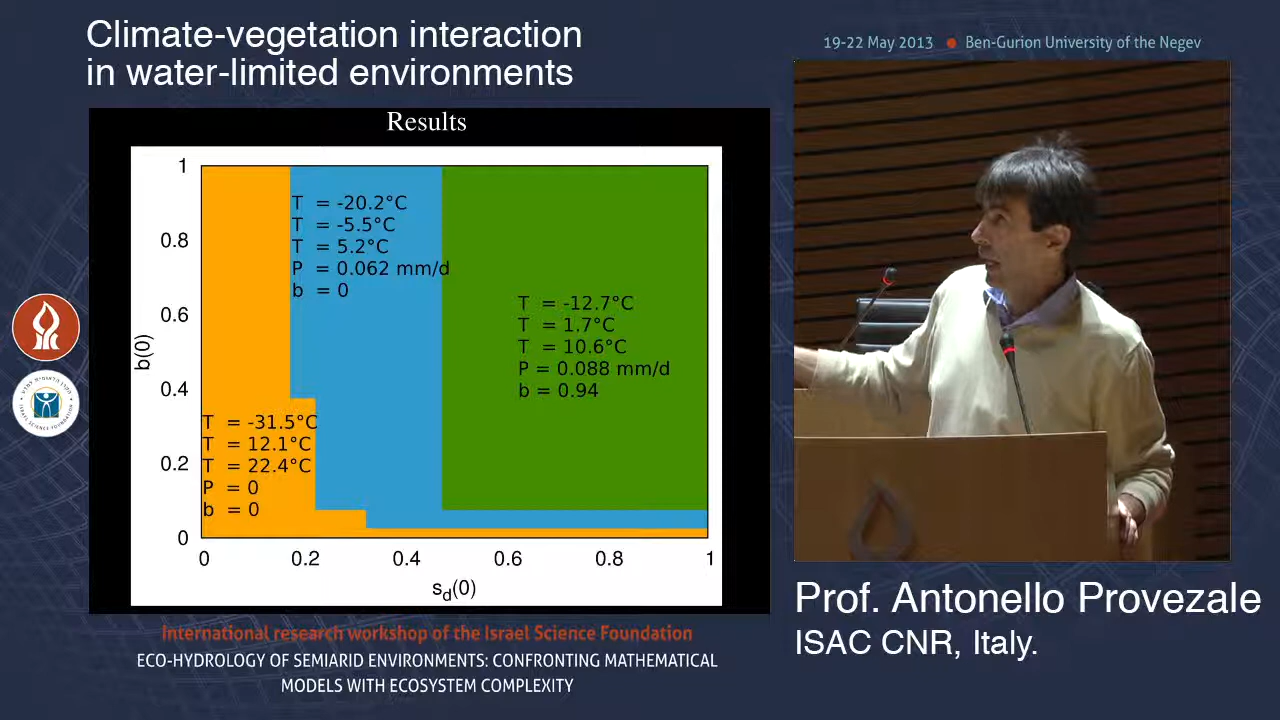 Climate-vegetation interaction
in water-limited environments
19-22 May 2013 ● Ben-Gurion University of the Negev
Results
1
0.8
0.6
0.4
0.2
0
b(0)
T = -20.2°C
T = -5.5°C
T = 5.2°C
P = 0.062 mm/d
b = 0
T = -12.7°C
T = 1.7°C
T = 10.6°C
P = 0.088 mm/d
b = 0.94
T = -31.5°C
T = 12.1°C
T = 22.4°C
P = 0
b = 0
0 0.2 0.4 0.6 0.8 1
sd(0)
Prof. Antonello Provezale
ISAC CNR, Italy.
International research workshop of the Israel Science Foundation
ECO-HYDROLOGY OF SEMIARID ENVIRONMENTS: CONFRONTING MATHEMATICAL
MODELS WITH ECOSYSTEM COMPLEXITY